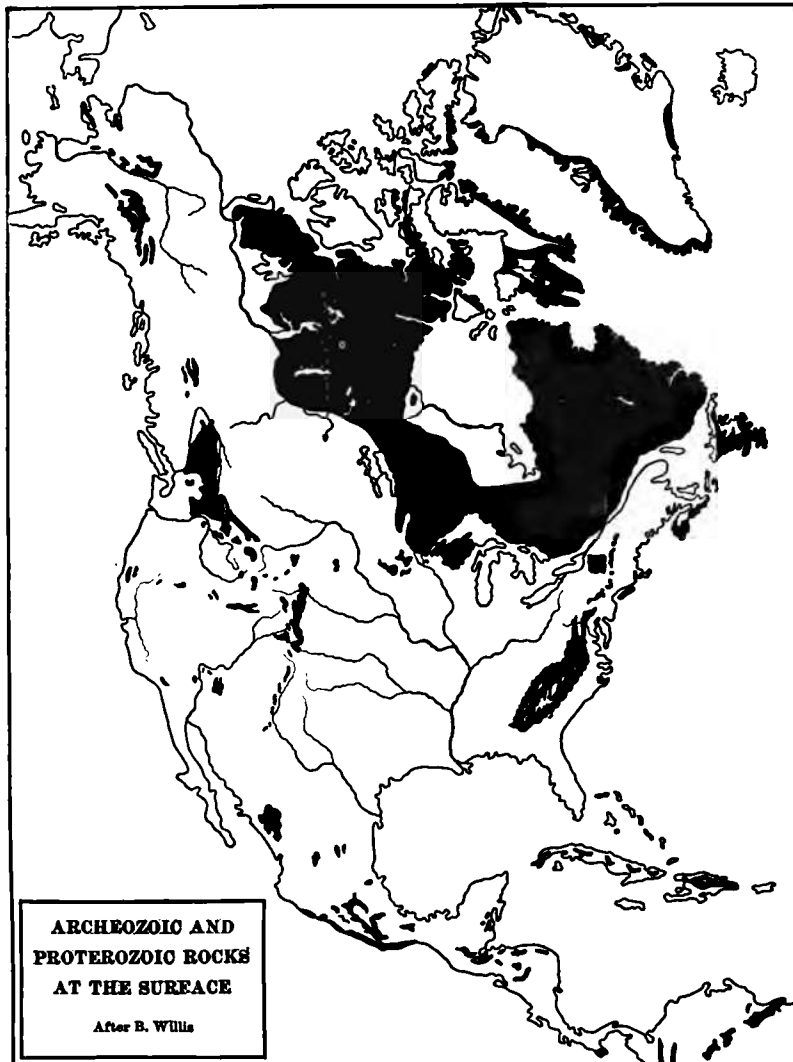 ARCHEOZOIC AND
PROTEROZOIC ROCKS
AT THE SURFACE
After B. Willis